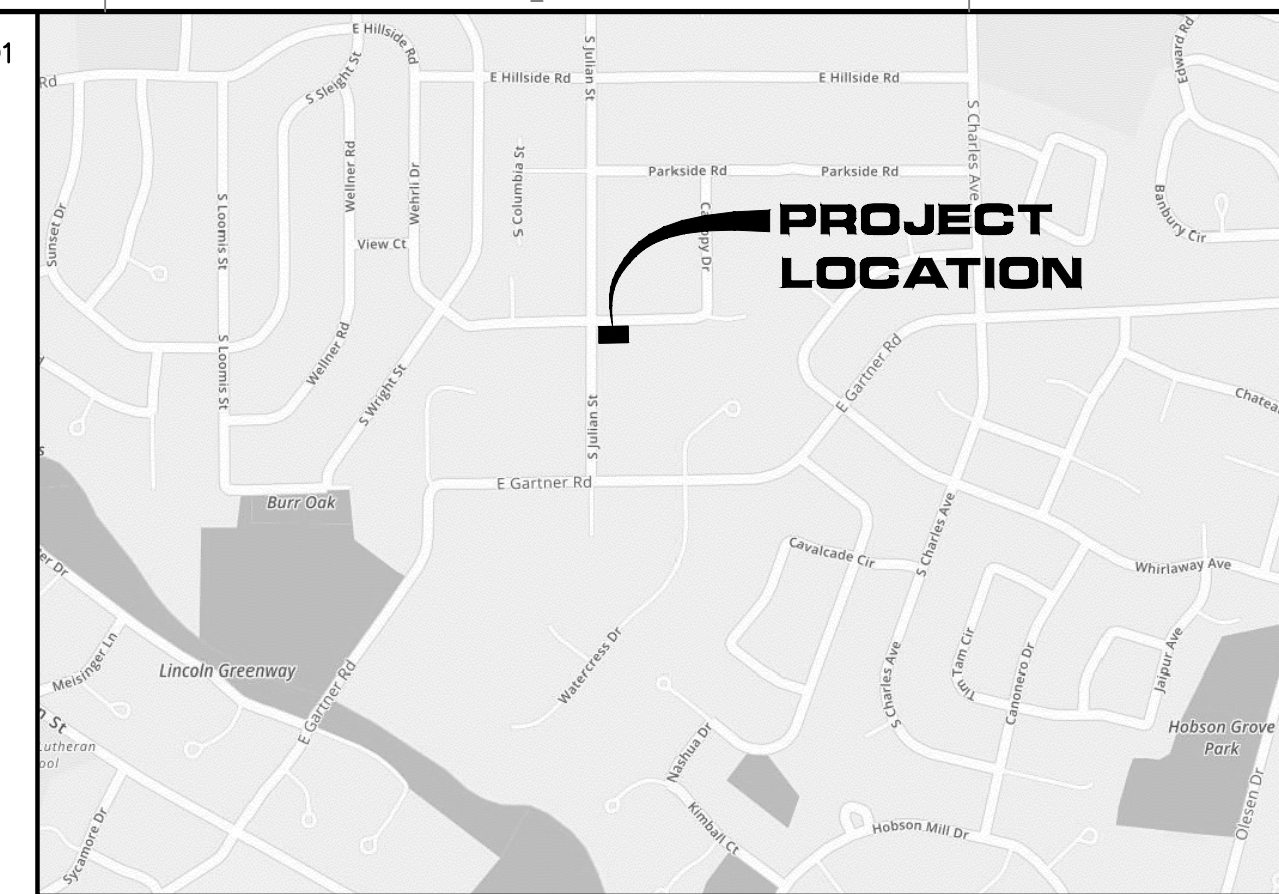 01
E Hillside Rd
S Julian St
Edward Rd
Rd
S Sleight St
E Hillside Rd
E Hillside Rd
S Charles Ave
Wellner Rd
Wehrli Dr
S Columbia St
Parkside Rd
Parkside Rd
Sunset Dr
S Loomis St
View Ct
PROJECT
LOCATION
Banbury Cir
S Loomis St
Wellner Rd
S Wright St
E Gartner Rd
S Julian St
E Gartner Rd
Burr Oak
S Charles Ave
Cavalcade Cir
Whirlaway Ave
Meisinger Ln
Lincoln Greenway
E Gartner Rd
Watercress Dr
S Charles Ave
Tim Tam Cir
Canonero Dr
Jaipur Ave
Hobson Grove
Park
Nashua Dr
Kimball Ct
Hobson Mill Dr
Olesen Dr
Sycamore Dr